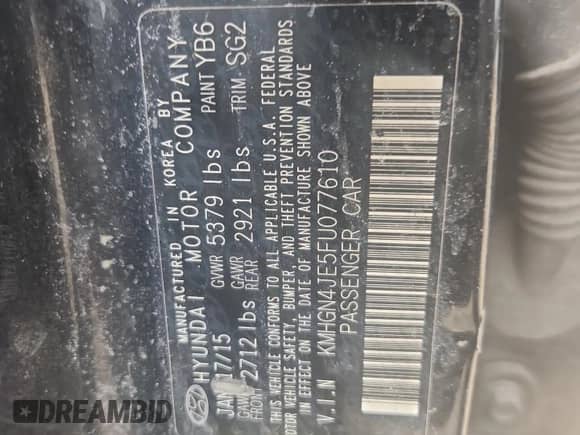 MANUFACTURED IN KOREA BY
HYUNDAI MOTOR COMPANY
JAN 17/15 GVWR 5379 lbs PAINT YB6
GAWR FRONT 2712 lbs GAWR REAR 2921 lbs TRIM SG2
THIS VEHICLE CONFORMS TO ALL APPLICABLE U.S.A. FEDERAL
MOTOR VEHICLE SAFETY, BUMPER, AND THEFT PREVENTION STANDARDS
IN EFFECT ON THE DATE OF MANUFACTURE SHOWN ABOVE
V.I.N KMHGN4JE5FU077610
PASSENGER CAR
DREAMBID